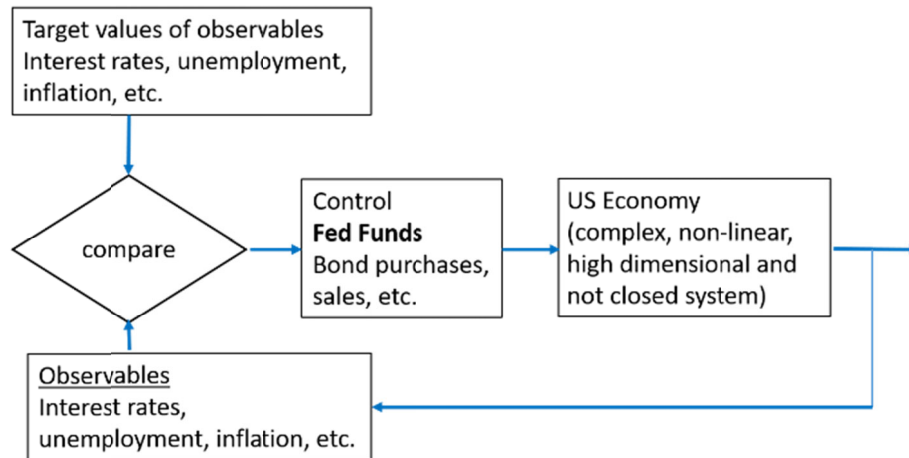 Target values of observables
Interest rates, unemployment,
inflation, etc.
compare
Control
Fed Funds
Bond purchases,
sales, etc.
US Economy
(complex, non-linear,
high dimensional and
not closed system)
Observables
Interest rates,
unemployment, inflation, etc.